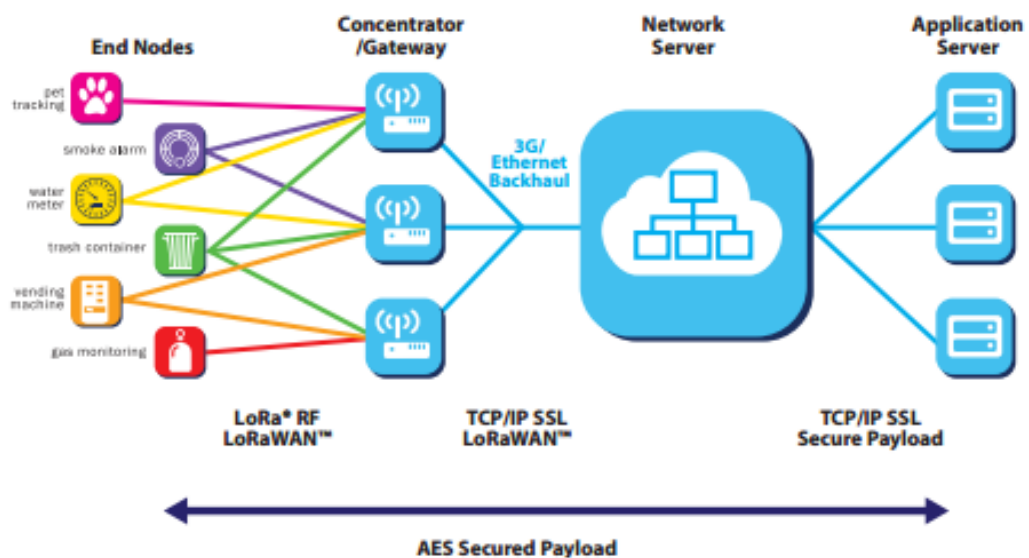 End Nodes
Concentrator
/Gateway
Network
Server
Application
Server
pet
tracking
smoke alarm
water
meter
trash container
vending
machine
gas monitoring
3G/
Ethernet
Backhaul
LoRa® RF
LoRaWAN™
TCP/IP SSL
LoRaWAN™
TCP/IP SSL
Secure Payload
AES Secured Payload